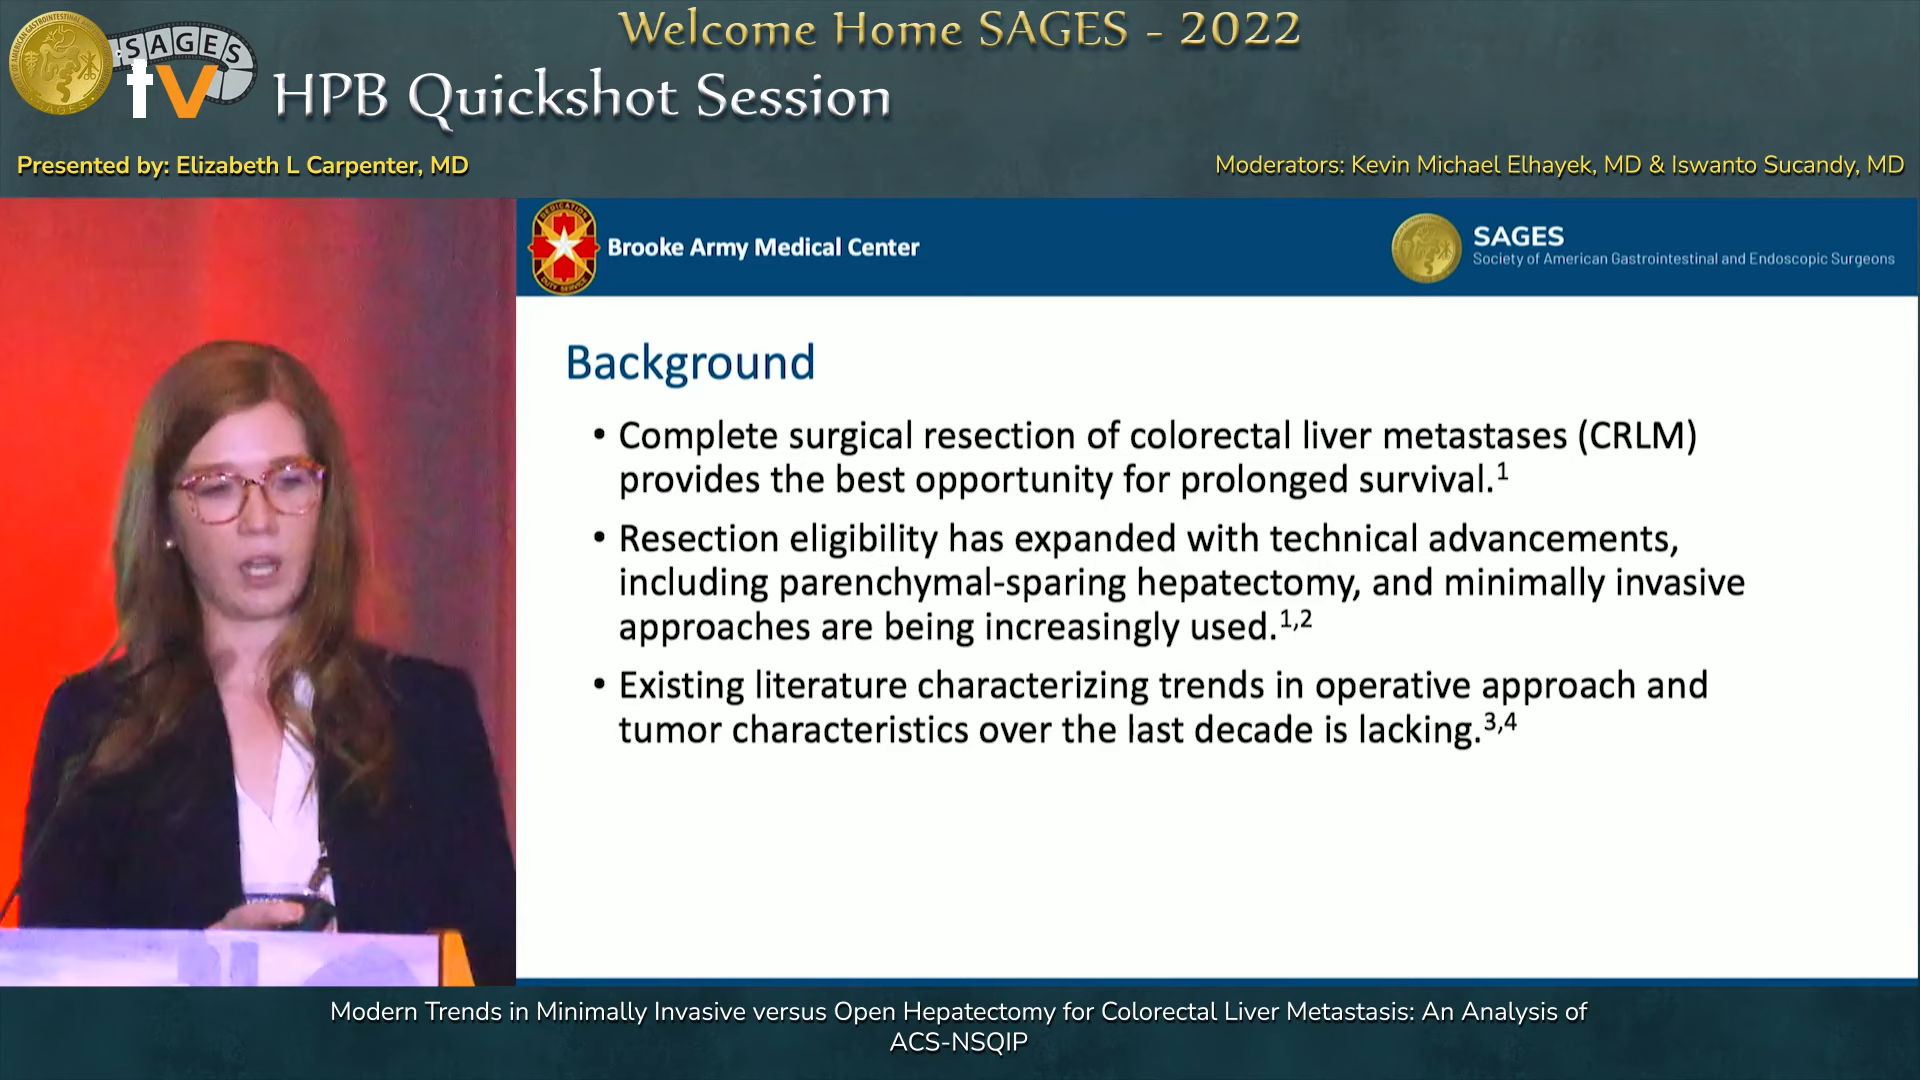 Welcome Home SAGES - 2022
SAGES
tv
HPB Quickshot Session
Presented by: Elizabeth L Carpenter, MD
Moderators: Kevin Michael Elhayek, MD & Iswanto Sucandy, MD
DEDICATION
DUTY SERVICE
Brooke Army Medical Center
SAGES
Society of American Gastrointestinal and Endoscopic Surgeons
Background
• Complete surgical resection of colorectal liver metastases (CRLM)
provides the best opportunity for prolonged survival.¹
• Resection eligibility has expanded with technical advancements,
including parenchymal-sparing hepatectomy, and minimally invasive
approaches are being increasingly used.¹,²
• Existing literature characterizing trends in operative approach and
tumor characteristics over the last decade is lacking.³,⁴
Modern Trends in Minimally Invasive versus Open Hepatectomy for Colorectal Liver Metastasis: An Analysis of
ACS-NSQIP